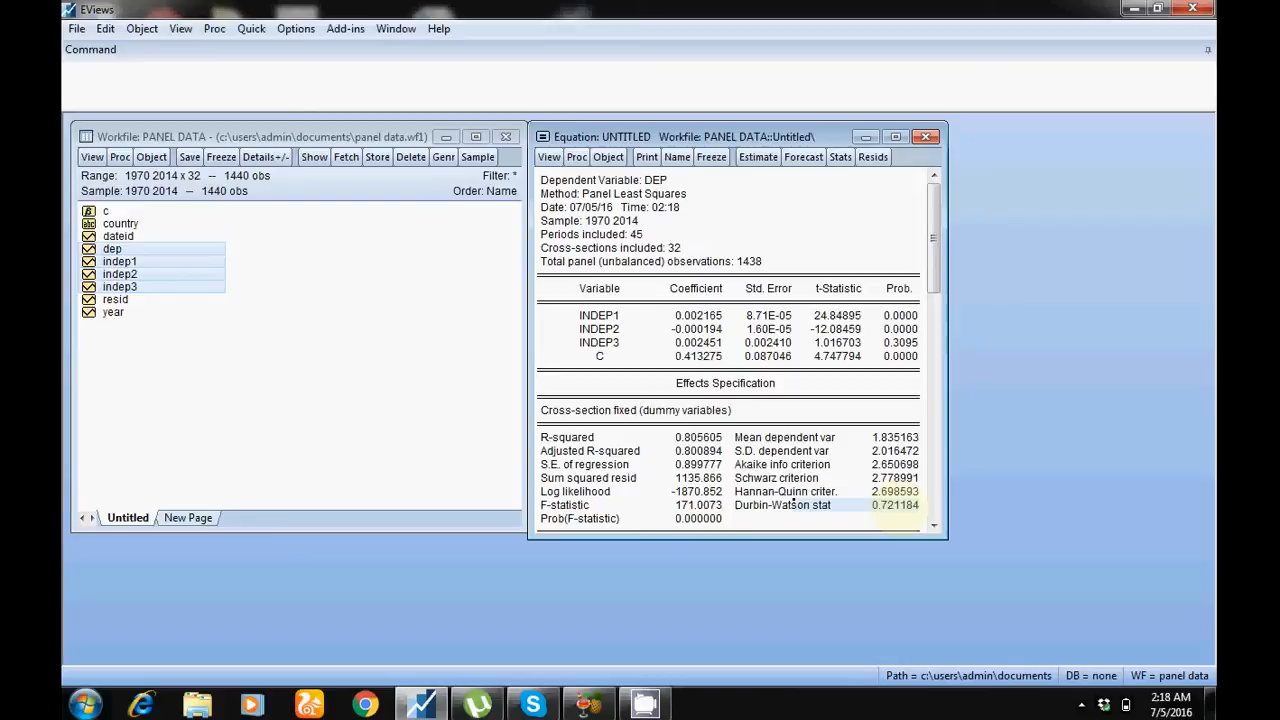 EViews
File Edit Object View Proc Quick Options Add-ins Window Help
Command
Workfile: PANEL DATA - (c:\users\admin\documents\panel data.wf1)
View Proc Object Save Freeze Details+/- Show Fetch Store Delete Genr Sample
Range: 1970 2014 x 32 -- 1440 obs Filter: *
Sample: 1970 2014 -- 1440 obs Order: Name
c
country
dateid
dep
indep1
indep2
indep3
resid
year
Untitled New Page
Equation: UNTITLED Workfile: PANEL DATA::Untitled\
View Proc Object Print Name Freeze Estimate Forecast Stats Resids
Dependent Variable: DEP
Method: Panel Least Squares
Date: 07/05/16 Time: 02:18
Sample: 1970 2014
Periods included: 45
Cross-sections included: 32
Total panel (unbalanced) observations: 1438
Variable Coefficient Std. Error t-Statistic Prob.
INDEP1 0.002165 8.71E-05 24.84895 0.0000
INDEP2 -0.000194 1.60E-05 -12.08459 0.0000
INDEP3 0.002451 0.002410 1.016703 0.3095
C 0.413275 0.087046 4.747794 0.0000
Effects Specification
Cross-section fixed (dummy variables)
R-squared 0.805605 Mean dependent var 1.835163
Adjusted R-squared 0.800894 S.D. dependent var 2.016472
S.E. of regression 0.899777 Akaike info criterion 2.650698
Sum squared resid 1135.866 Schwarz criterion 2.778991
Log likelihood -1870.852 Hannan-Quinn criter. 2.698593
F-statistic 171.0073 Durbin-Watson stat 0.721184
Prob(F-statistic) 0.000000
Path = c:\users\admin\documents DB = none WF = panel data
2:18 AM
7/5/2016